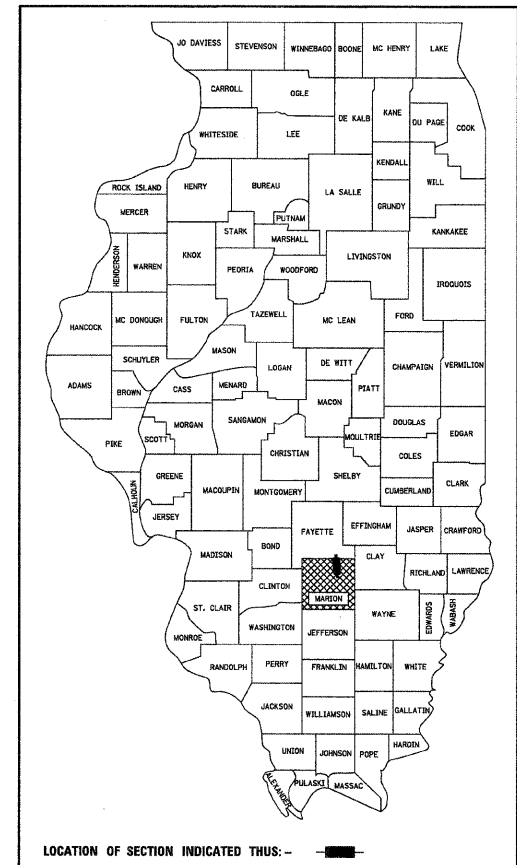 JO DAVIESS STEVENSON WINNEBAGO BOONE MC HENRY LAKE
CARROLL OGLE DE KALB KANE DU PAGE COOK
WHITESIDE LEE
KENDALL WILL
ROCK ISLAND HENRY BUREAU LA SALLE GRUNDY
MERCER PUTNAM KANKAKEE
STARK MARSHALL
HENDERSON WARREN KNOX PEORIA WOODFORD LIVINGSTON IROQUOIS
HANCOCK MC DONOUGH FULTON TAZEWELL MC LEAN FORD
SCHUYLER MASON LOGAN DE WITT CHAMPAIGN VERMILION
ADAMS BROWN CASS MENARD MACON PIATT
PIKE SCOTT MORGAN SANGAMON MOULTRIE DOUGLAS EDGAR
CHRISTIAN COLES
CALHOUN GREENE MACOUPIN MONTGOMERY SHELBY CUMBERLAND CLARK
JERSEY
FAYETTE EFFINGHAM JASPER CRAWFORD
MADISON BOND CLAY
CLINTON RICHLAND LAWRENCE
MARION
ST. CLAIR WAYNE EDWARDS WABASH
WASHINGTON JEFFERSON
MONROE
RANDOLPH PERRY FRANKLIN HAMILTON WHITE
JACKSON WILLIAMSON SALINE GALLATIN
UNION JOHNSON POPE HARDIN
ALEXANDER PULASKI MASSAC
LOCATION OF SECTION INDICATED THUS: -